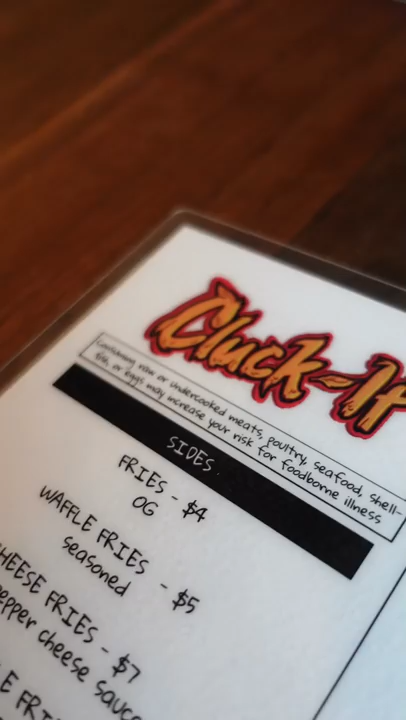 Cluck-It
Containing raw or undercooked meats, poultry, seafood, shell-
fish, or eggs may increase your risk for foodborne illness
SIDES
FRIES - $4
OG
WAFFLE FRIES - $5
seasoned
CHEESE FRIES - $7
pepper cheese sauce